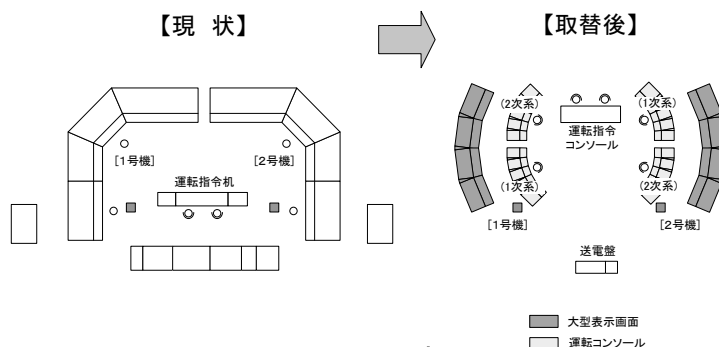 【現　状】
[1号機]
[2号機]
運転指令机
【取替後】
(2次系)
(1次系)
運転指令
コンソール
(1次系)
(2次系)
[1号機]
[2号機]
送電盤
大型表示画面
運転コンソール